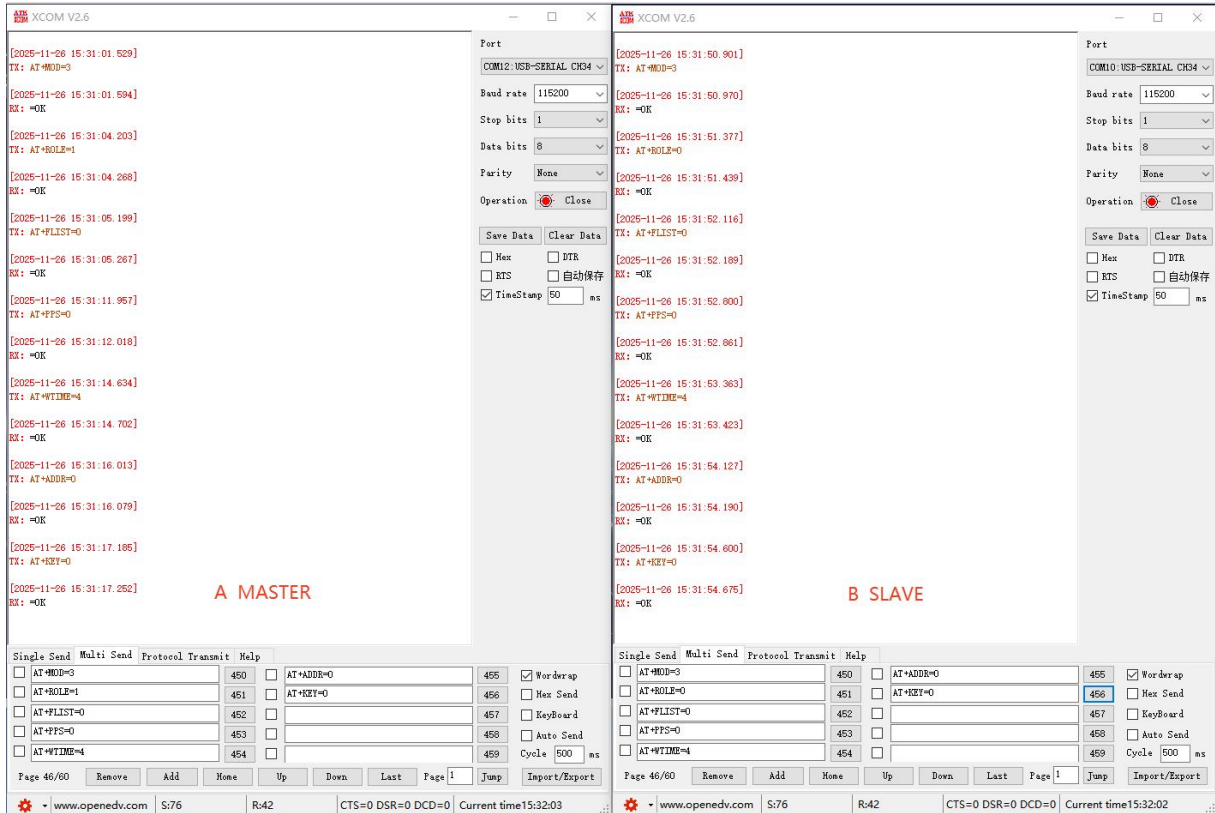 ATK XCOM XCOM V2.6
[2025-11-26 15:31:01.529]
TX: AT+MOD=3
[2025-11-26 15:31:01.594]
RX: =OK
[2025-11-26 15:31:04.203]
TX: AT+ROLE=1
[2025-11-26 15:31:04.268]
RX: =OK
[2025-11-26 15:31:05.199]
TX: AT+FLIST=0
[2025-11-26 15:31:05.267]
RX: =OK
[2025-11-26 15:31:11.957]
TX: AT+PPS=0
[2025-11-26 15:31:12.018]
RX: =OK
[2025-11-26 15:31:14.634]
TX: AT+WTIME=4
[2025-11-26 15:31:14.702]
RX: =OK
[2025-11-26 15:31:16.013]
TX: AT+ADDR=0
[2025-11-26 15:31:16.079]
RX: =OK
[2025-11-26 15:31:17.185]
TX: AT+KEY=0
[2025-11-26 15:31:17.252]
RX: =OK
A MASTER
Port
COM12:USB-SERIAL CH34
Baud rate 115200
Stop bits 1
Data bits 8
Parity None
Operation Close
Save Data Clear Data
Hex DTR
RTS 自动保存
TimeStamp 50 ms
Single Send Multi Send Protocol Transmit Help
AT+MOD=3 450 AT+ADDR=0 455 Wordwrap
AT+ROLE=1 451 AT+KEY=0 456 Hex Send
AT+FLIST=0 452 457 KeyBoard
AT+PPS=0 453 458 Auto Send
AT+WTIME=4 454 459 Cycle 500 ms
Page 46/60 Remove Add Home Up Down Last Page 1 Jump Import/Export
www.openedv.com S:76 R:42 CTS=0 DSR=0 DCD=0 Current time15:32:03
ATK XCOM XCOM V2.6
[2025-11-26 15:31:50.901]
TX: AT+MOD=3
[2025-11-26 15:31:50.970]
RX: =OK
[2025-11-26 15:31:51.377]
TX: AT+ROLE=0
[2025-11-26 15:31:51.439]
RX: =OK
[2025-11-26 15:31:52.116]
TX: AT+FLIST=0
[2025-11-26 15:31:52.189]
RX: =OK
[2025-11-26 15:31:52.800]
TX: AT+PPS=0
[2025-11-26 15:31:52.861]
RX: =OK
[2025-11-26 15:31:53.363]
TX: AT+WTIME=4
[2025-11-26 15:31:53.423]
RX: =OK
[2025-11-26 15:31:54.127]
TX: AT+ADDR=0
[2025-11-26 15:31:54.190]
RX: =OK
[2025-11-26 15:31:54.600]
TX: AT+KEY=0
[2025-11-26 15:31:54.675]
RX: =OK
B SLAVE
Port
COM10:USB-SERIAL CH34
Baud rate 115200
Stop bits 1
Data bits 8
Parity None
Operation Close
Save Data Clear Data
Hex DTR
RTS 自动保存
TimeStamp 50 ms
Single Send Multi Send Protocol Transmit Help
AT+MOD=3 450 AT+ADDR=0 455 Wordwrap
AT+ROLE=0 451 AT+KEY=0 456 Hex Send
AT+FLIST=0 452 457 KeyBoard
AT+PPS=0 453 458 Auto Send
AT+WTIME=4 454 459 Cycle 500 ms
Page 46/60 Remove Add Home Up Down Last Page 1 Jump Import/Export
www.openedv.com S:76 R:42 CTS=0 DSR=0 DCD=0 Current time15:32:02